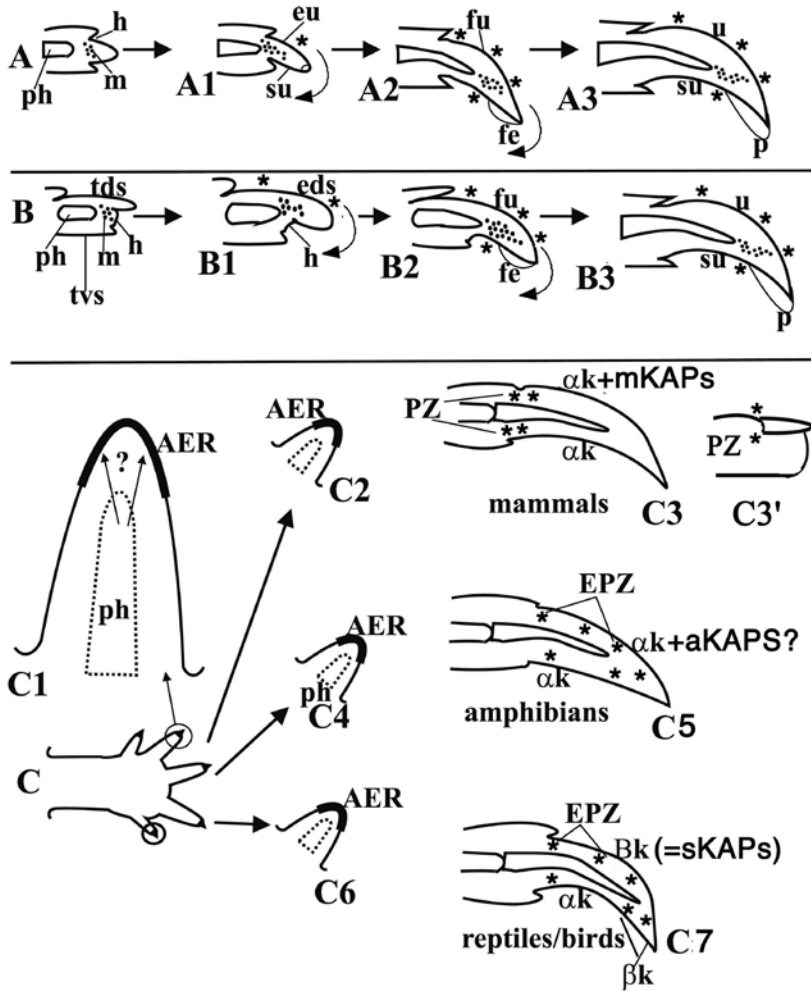 h
eu
*
fu
*
u
*
A
ph
m
A1
su
*
A2
*
fe
*
A3
su
*
p
tds
*
eds
*
fu
*
u
*
B
ph
m
h
tvs
B1
h
B2
*
fe
*
B3
su
*
p
AER
?
ph
C1
AER
C2
PZ
**
**
αk+mKAPs
αk
mammals
C3
*
PZ
*
C3'
AER
ph
C4
EPZ
*
*
*
αk+aKAPS?
*
αk
*
*
amphibians
C5
C
AER
C6
EPZ
*
*
Βk (=sKAPs)
*
*
αk
*
*
reptiles/birds
C7
βk